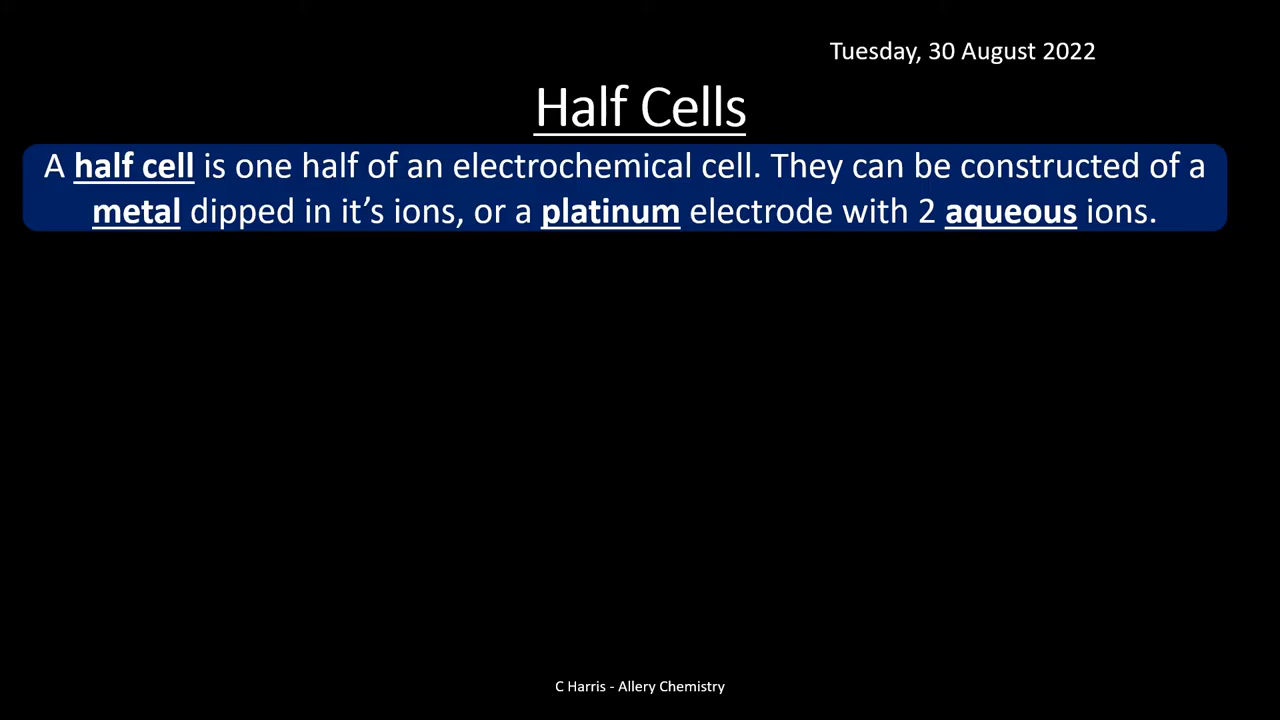 Tuesday, 30 August 2022
Half Cells
A half cell is one half of an electrochemical cell. They can be constructed of a
metal dipped in it’s ions, or a platinum electrode with 2 aqueous ions.
C Harris - Allery Chemistry